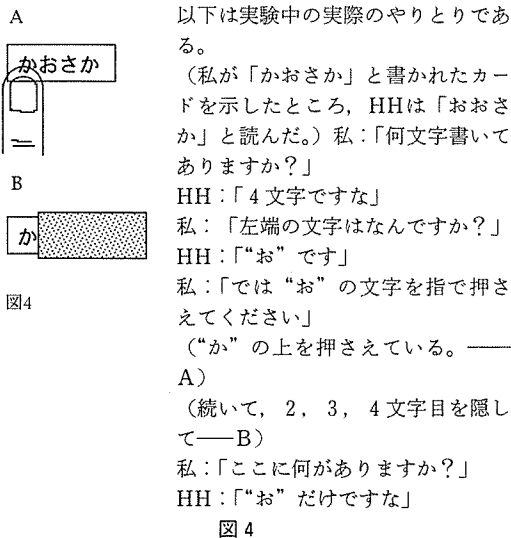 A
かおさか
B
か
図4
以下は実験中の実際のやりとりであ
る。
（私が「かおさか」と書かれたカー
ドを示したところ，HHは「おおさ
か」と読んだ。）私：「何文字書いて
ありますか？」
HH：「4文字ですな」
私：「左端の文字はなんですか？」
HH：「“お”です」
私：「では“お”の文字を指で押さ
えてください」
（“か”の上を押さえている。――
A）
（続いて，2，3，4文字目を隠し
て――B）
私：「ここに何がありますか？」
HH：「“お”だけですな」
図4